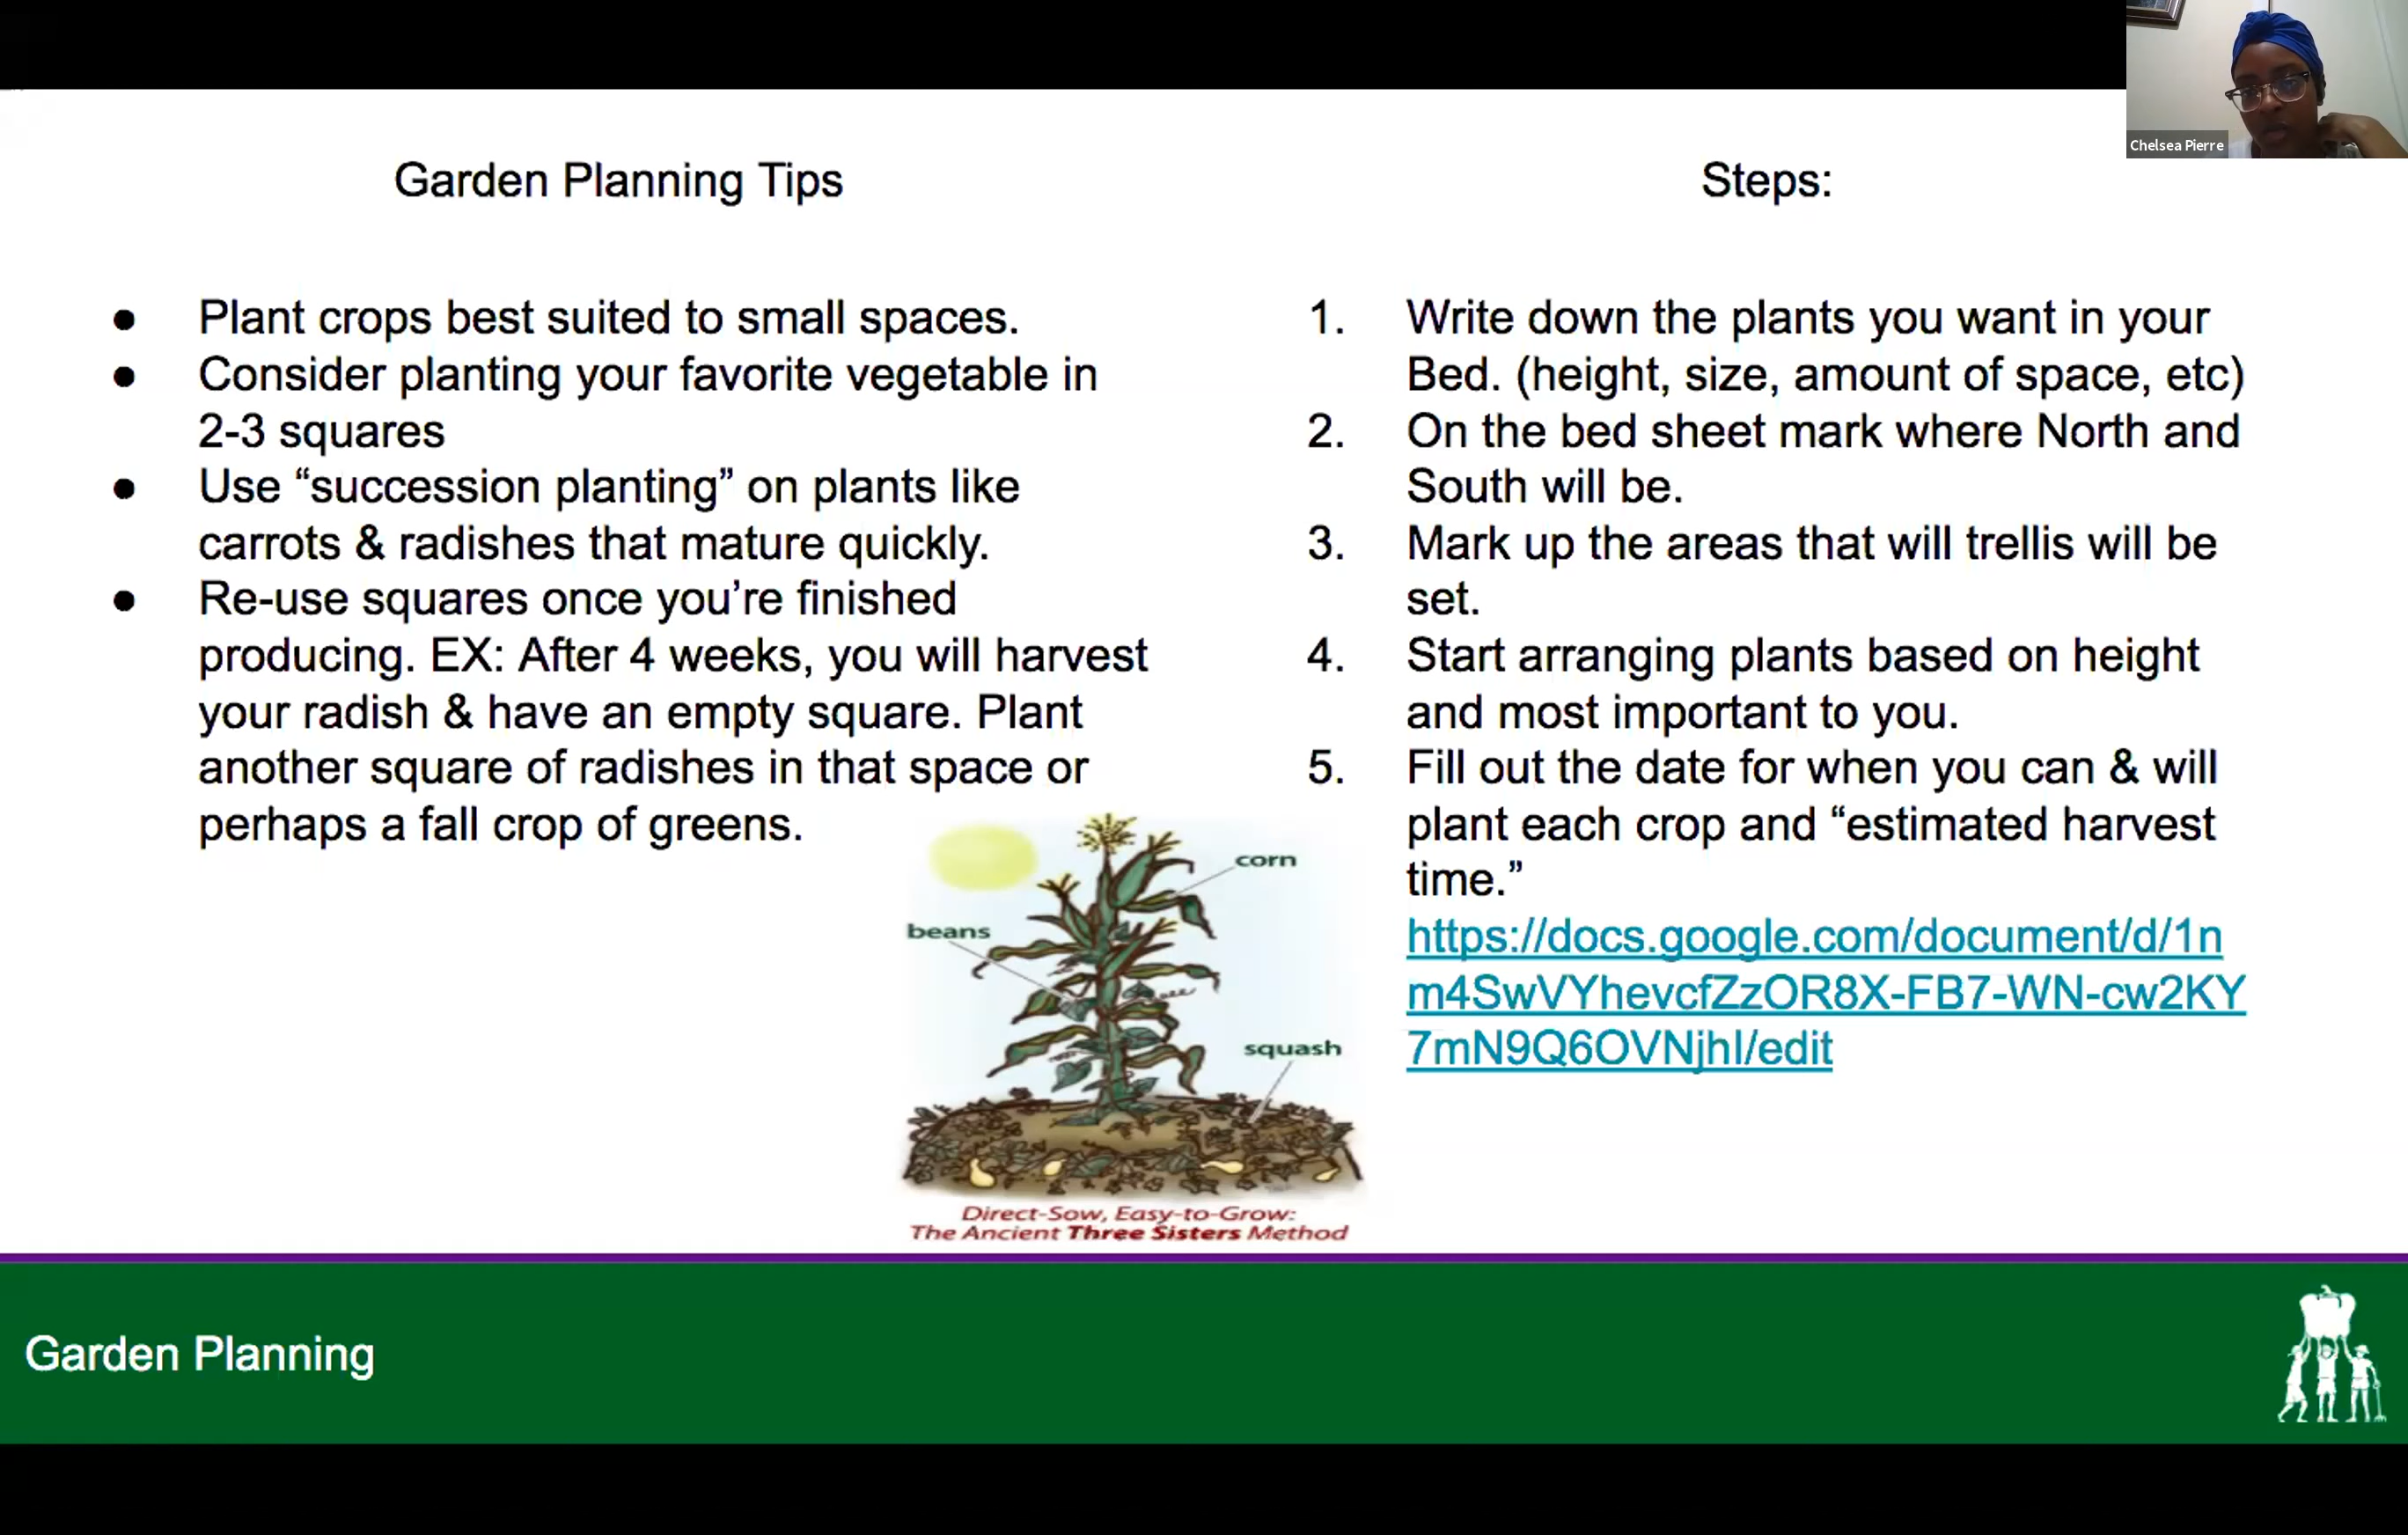 Chelsea Pierre
Garden Planning Tips
● Plant crops best suited to small spaces.
● Consider planting your favorite vegetable in
2-3 squares
● Use “succession planting” on plants like
carrots & radishes that mature quickly.
● Re-use squares once you’re finished
producing. EX: After 4 weeks, you will harvest
your radish & have an empty square. Plant
another square of radishes in that space or
perhaps a fall crop of greens.
Steps:
1. Write down the plants you want in your
Bed. (height, size, amount of space, etc)
2. On the bed sheet mark where North and
South will be.
3. Mark up the areas that will trellis will be
set.
4. Start arranging plants based on height
and most important to you.
5. Fill out the date for when you can & will
plant each crop and “estimated harvest
time.”
https://docs.google.com/document/d/1n
m4SwVYhevcfZzOR8X-FB7-WN-cw2KY
7mN9Q6OVNjhI/edit
corn
beans
squash
Direct-Sow, Easy-to-Grow:
The Ancient Three Sisters Method
Garden Planning